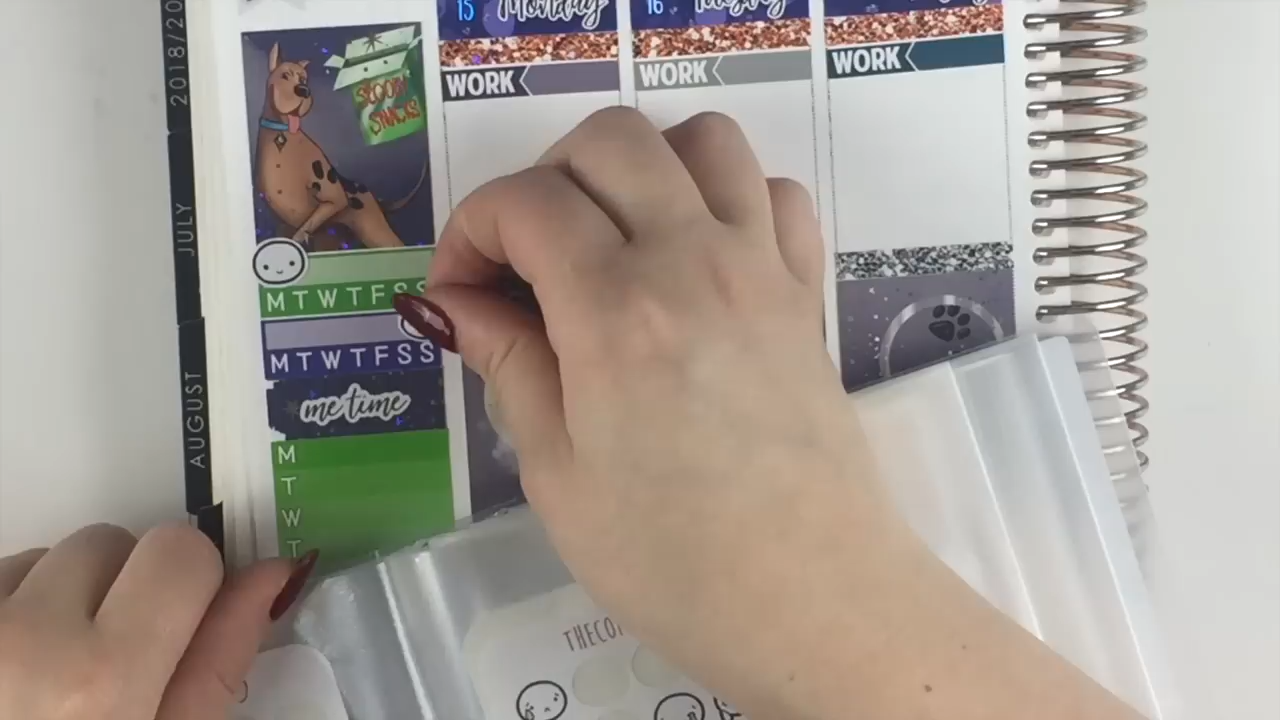 2018/20
JULY
AUGUST
15 Monday
16
SCOOBY
SNACKS
WORK
WORK
WORK
MTWTFSS
MTWTFSS
me time
M
T
W
T
THECO